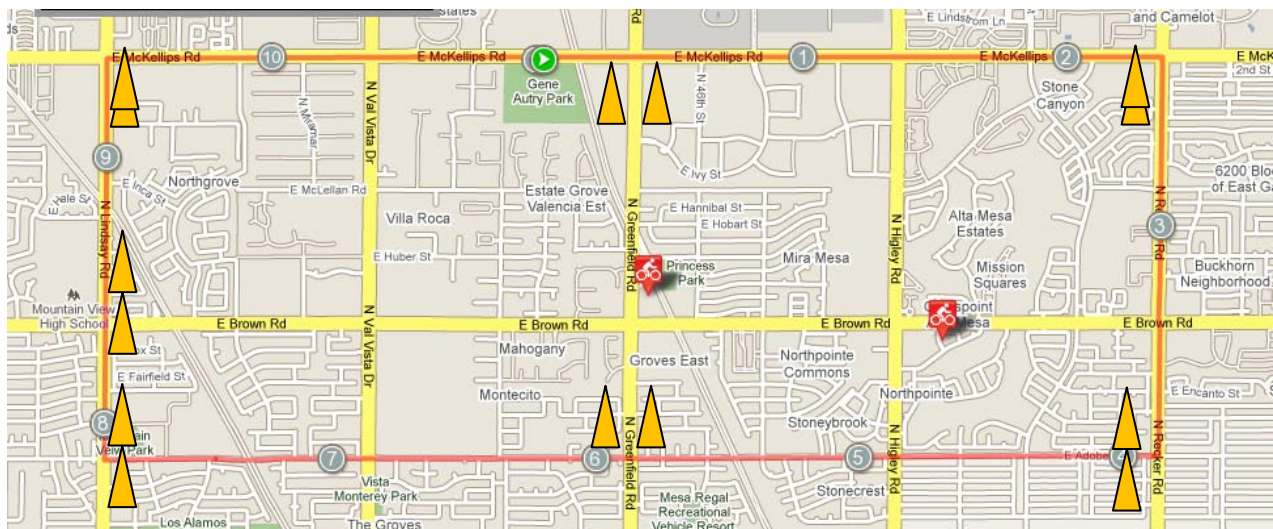 states
E Lindstrom Ln
and Camelot
Rd
E McKellips Rd
10
E McKellips Rd
E McKellips Rd
1
E McKellips
2
E McK
2nd St
Gene
Autry Park
Stone
Canyon
N 46th St
N Miramar
N Val Vista Dr
9
E Ivy St
E Inca St
Northgrove
E McLellan Rd
Estate Grove
Valencia Est
6200 Bloc
of East Ga
E Hale St
Villa Roca
E Hannibal St
E Hobart St
Alta Mesa
Estates
3
N Lindsay Rd
N Greenfield Rd
N Higley Rd
E Huber St
Mira Mesa
Princess
Park
Mission
Squares
Buckhorn
Neighborhood
Mountain View
High School
E Brown Rd
E Brown Rd
E Brown Rd
E Brown Rd
Mahogany
Groves East
Northpointe
Commons
N Val Vista Dr
E Fairfield St
Montecito
Northpointe
E Encanto St
8
Stoneybrook
N Greenfield Rd
N Higley Rd
N Recker Rd
7
6
5
E Adobe
4
Vista
Monterey Park
Mesa Regal
Recreational
Vehicle Resort
Stonecrest
Los Alamos
The Groves